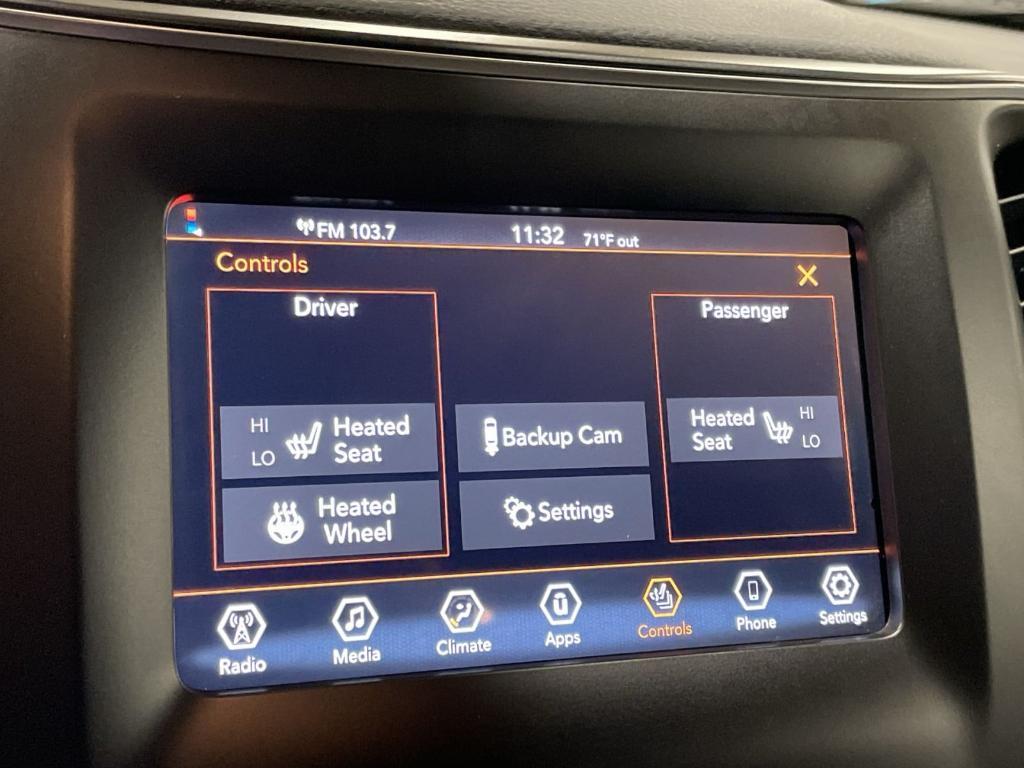 FM 103.7 11:32 71°F out
Controls
Driver
Passenger
HI
LO
Heated
Seat
Backup Cam
Heated
Seat
HI
LO
Heated
Wheel
Settings
Radio Media Climate Apps Controls Phone Settings